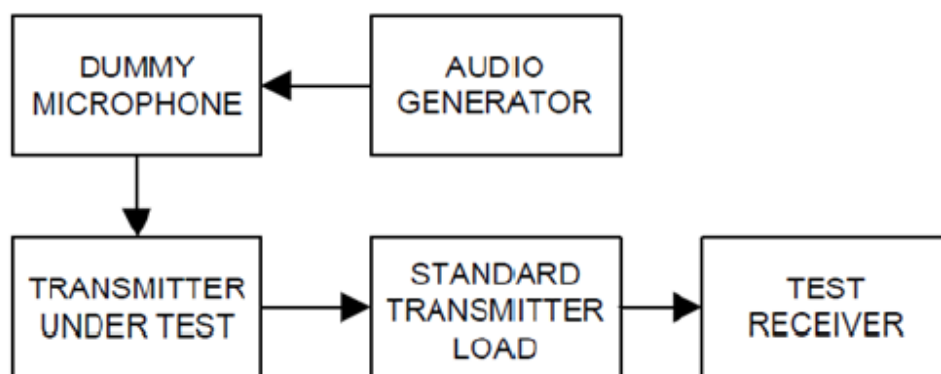 DUMMY
MICROPHONE
AUDIO
GENERATOR
TRANSMITTER
UNDER TEST
STANDARD
TRANSMITTER
LOAD
TEST
RECEIVER